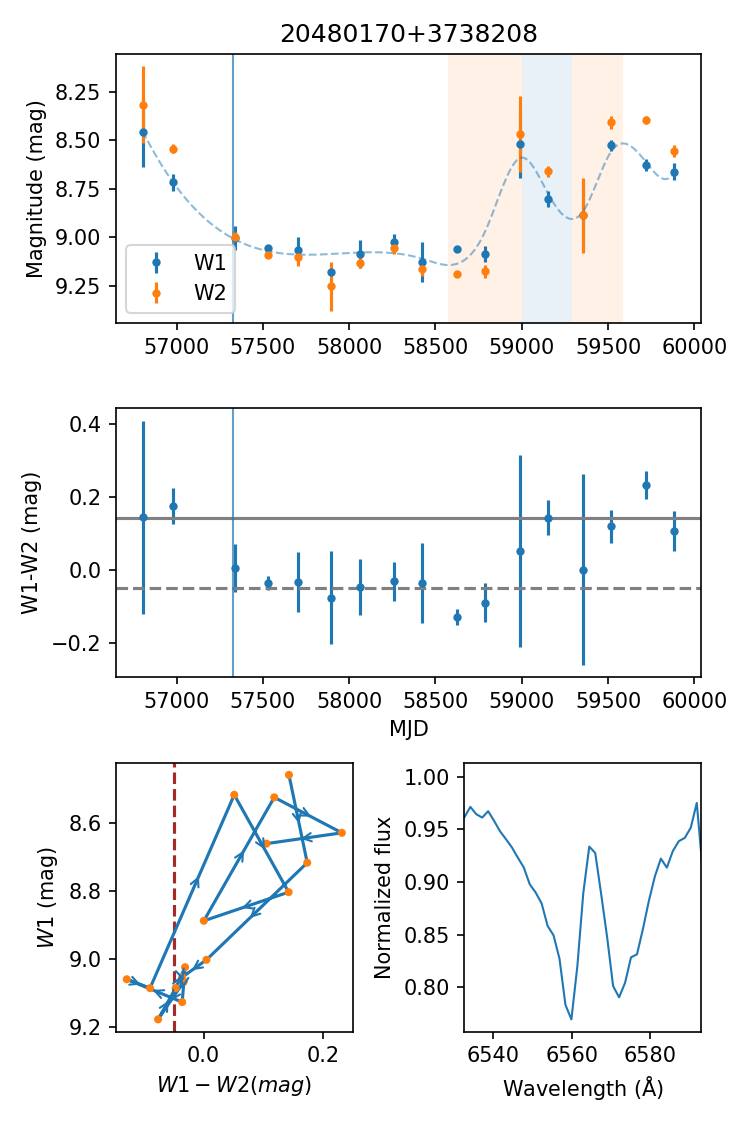 20480170+3738208
Magnitude (mag)
8.25
8.50
8.75
9.00
9.25
W1
W2
57000 57500 58000 58500 59000 59500 60000
W1-W2 (mag)
0.4
0.2
0.0
−0.2
57000 57500 58000 58500 59000 59500 60000
MJD
W1 (mag)
8.6
8.8
9.0
9.2
0.0 0.2
W1 − W2(mag)
Normalized flux
1.00
0.95
0.90
0.85
0.80
6540 6560 6580
Wavelength (Å)